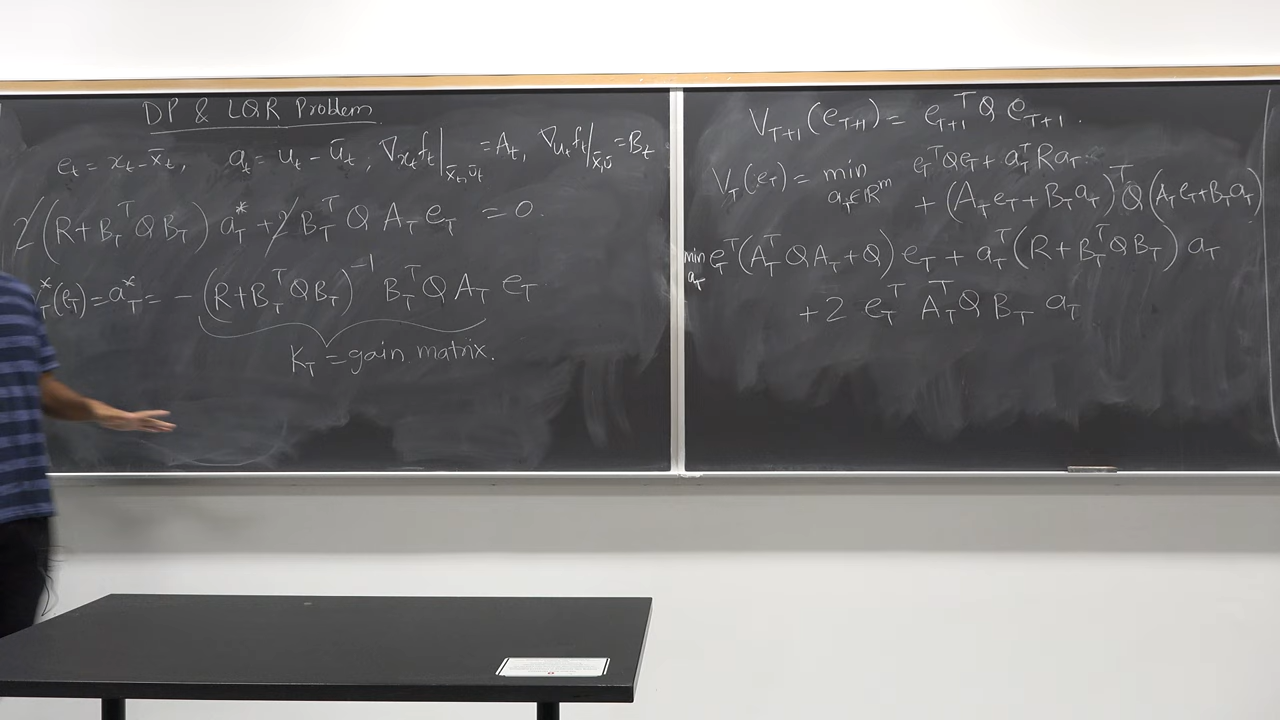 DP & LQR Problem
e_t = x_t - x̄_t, a_t = u_t - ū_t; ∇_{x_t} f_t |_{x̄_t, ū_t} = A_t, ∇_{u_t} f_t |_{x̄, ū} = B_t
2(R + B_T^T Q B_T) a_T^* + 2 B_T^T Q A_T e_T = 0.
_T^*(e_T) = a_T^* = - (R + B_T^T Q B_T)^{-1} B_T^T Q A_T e_T
K_T = gain matrix.
V_{T+1}(e_{T+1}) = e_{T+1}^T Q e_{T+1}.
V_T(e_T) = min_{a_T ∈ R^m} e_T^T Q e_T + a_T^T R a_T
+ (A_T e_T + B_T a_T)^T Q (A_T e_T + B_T a_T)
min_{a_T} e_T^T (A_T^T Q A_T + Q) e_T + a_T^T (R + B_T^T Q B_T) a_T
+ 2 e_T^T A_T^T Q B_T a_T